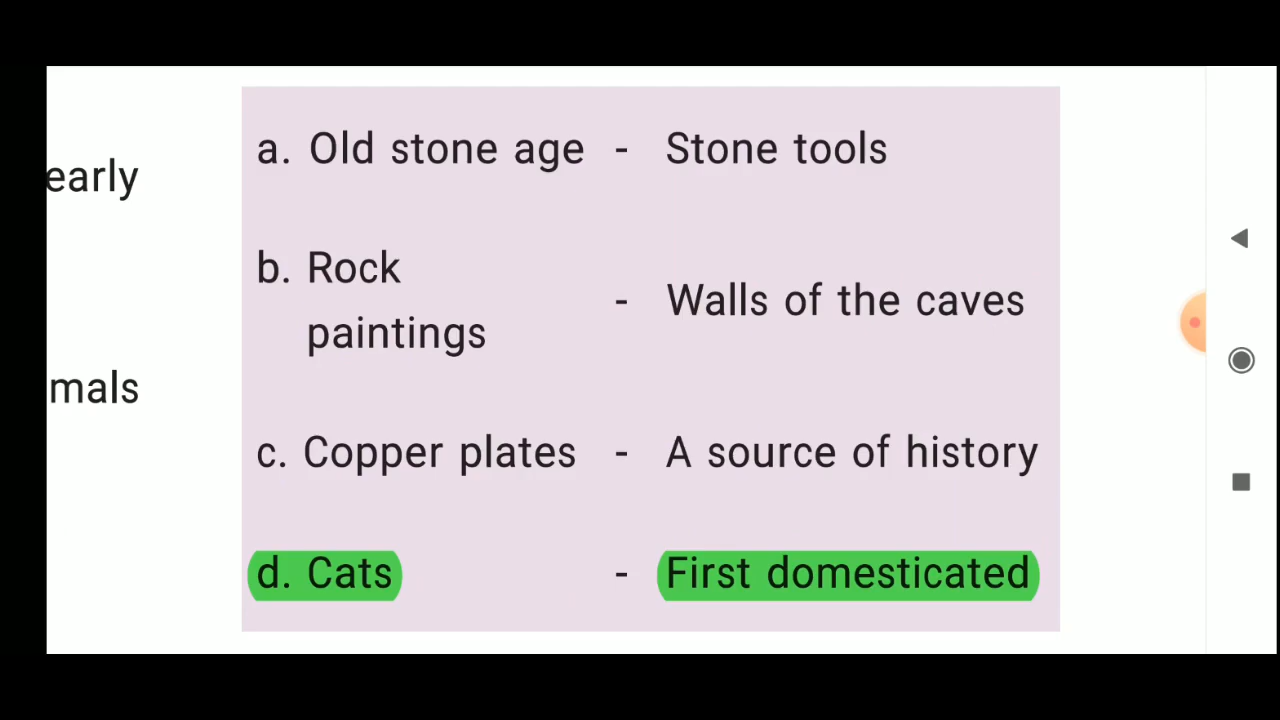 early
mals
a. Old stone age - Stone tools
b. Rock
paintings
- Walls of the caves
c. Copper plates - A source of history
d. Cats - First domesticated